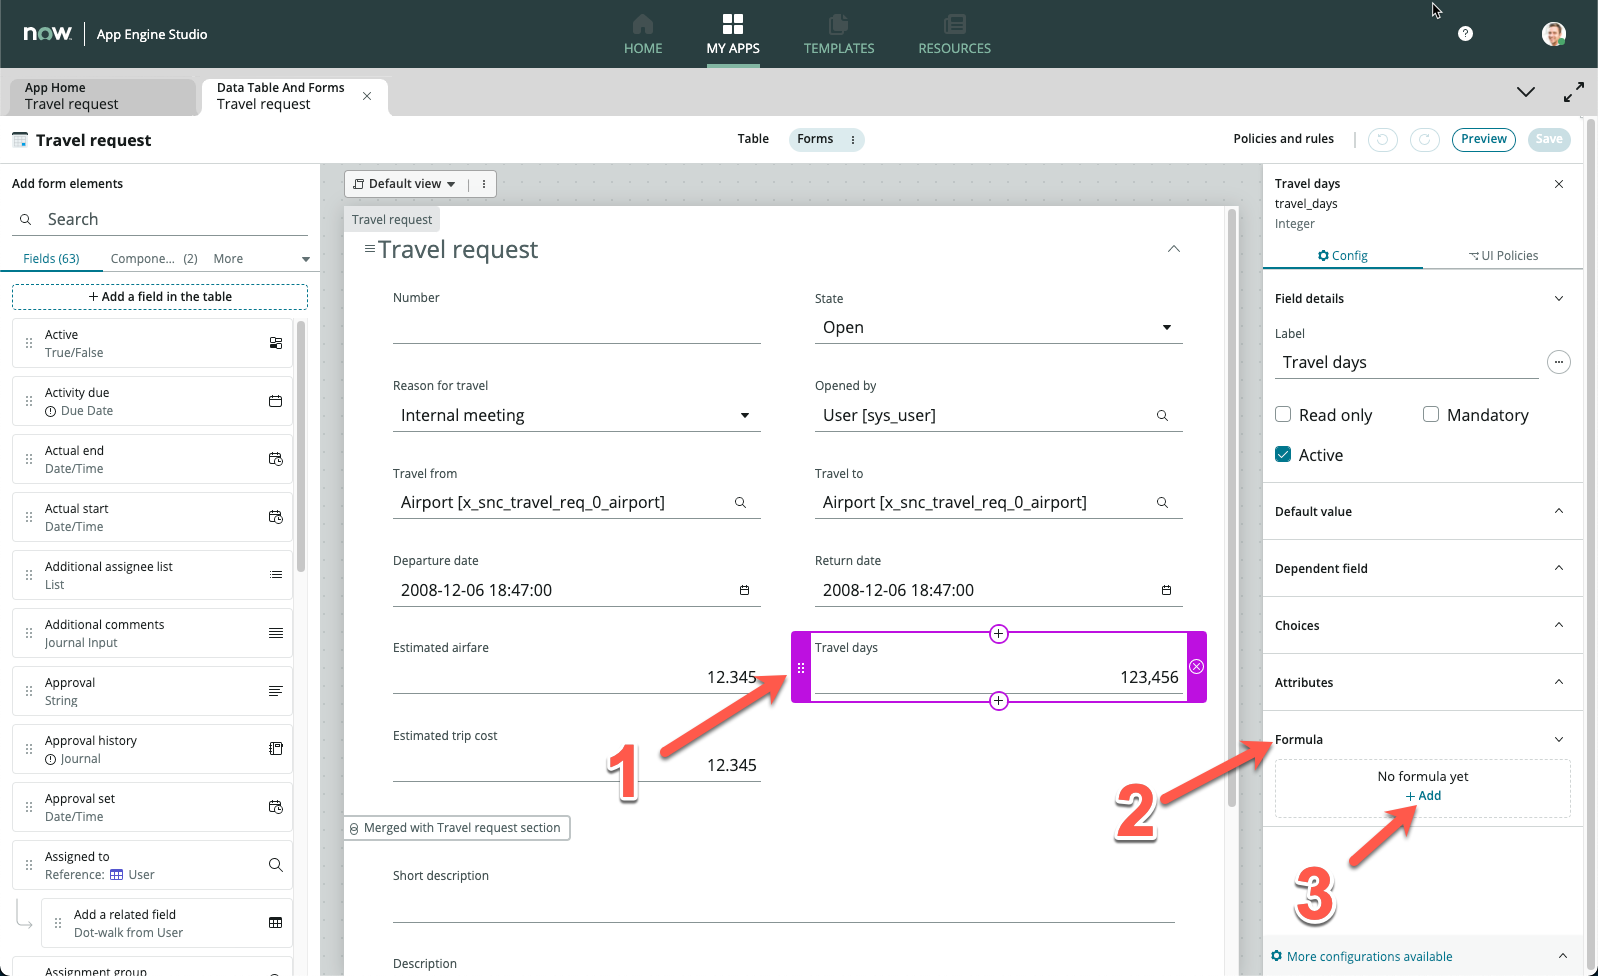 now.
App Engine Studio
HOME
MY APPS
TEMPLATES
RESOURCES
?
App Home
Travel request
Data Table And Forms
Travel request
Travel request
Table
Forms
Policies and rules
Preview
Save
Add form elements
Search
Fields (63)
Compone... (2)
More
+ Add a field in the table
Active
True/False
Activity due
Due Date
Actual end
Date/Time
Actual start
Date/Time
Additional assignee list
List
Additional comments
Journal Input
Approval
String
Approval history
Journal
Approval set
Date/Time
Assigned to
Reference: User
Add a related field
Dot-walk from User
Assignment group
Default view
Travel request
Travel request
Number
State
Open
Reason for travel
Internal meeting
Opened by
User [sys_user]
Travel from
Airport [x_snc_travel_req_0_airport]
Travel to
Airport [x_snc_travel_req_0_airport]
Departure date
2008-12-06 18:47:00
Return date
2008-12-06 18:47:00
Estimated airfare
12.345
Travel days
123,456
Estimated trip cost
12.345
1
Merged with Travel request section
Short description
Description
Travel days
travel_days
Integer
Config
UI Policies
Field details
Label
Travel days
Read only
Mandatory
Active
Default value
Dependent field
Choices
Attributes
Formula
No formula yet
+ Add
2
3
More configurations available